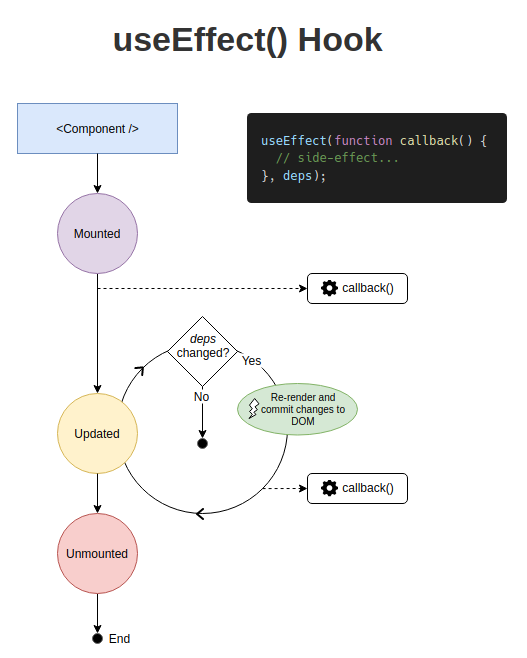 useEffect() Hook
<Component />
useEffect(function callback() {
// side-effect...
}, deps);
Mounted
callback()
deps
changed?
Yes
No
Re-render and
commit changes to
DOM
Updated
callback()
Unmounted
End